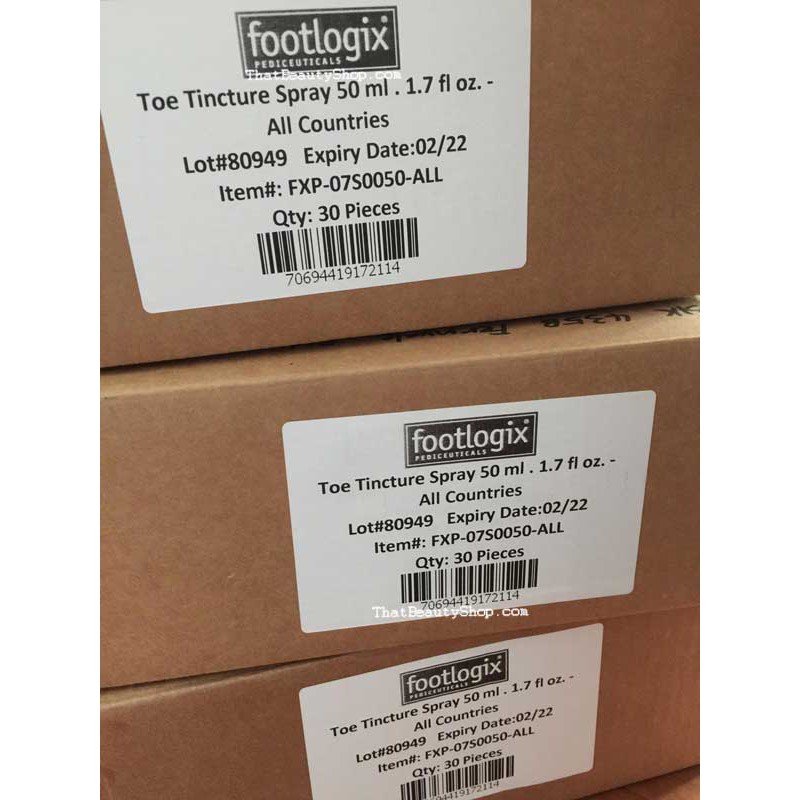 footlogix®
PEDICEUTICALS
ThatBeautyShop.com
Toe Tincture Spray 50 ml . 1.7 fl oz. -
All Countries
Lot#80949 Expiry Date:02/22
Item#: FXP-07S0050-ALL
Qty: 30 Pieces
70694419172114
4358
footlogix®
PEDICEUTICALS
Toe Tincture Spray 50 ml . 1.7 fl oz. -
All Countries
Lot#80949 Expiry Date:02/22
Item#: FXP-07S0050-ALL
Qty: 30 Pieces
70694419172114
ThatBeautyShop.com
footlogix®
PEDICEUTICALS
Toe Tincture Spray 50 ml . 1.7 fl oz. -
All Countries
Lot#80949 Expiry Date:02/22
Item#: FXP-07S0050-ALL
Qty: 30 Pieces